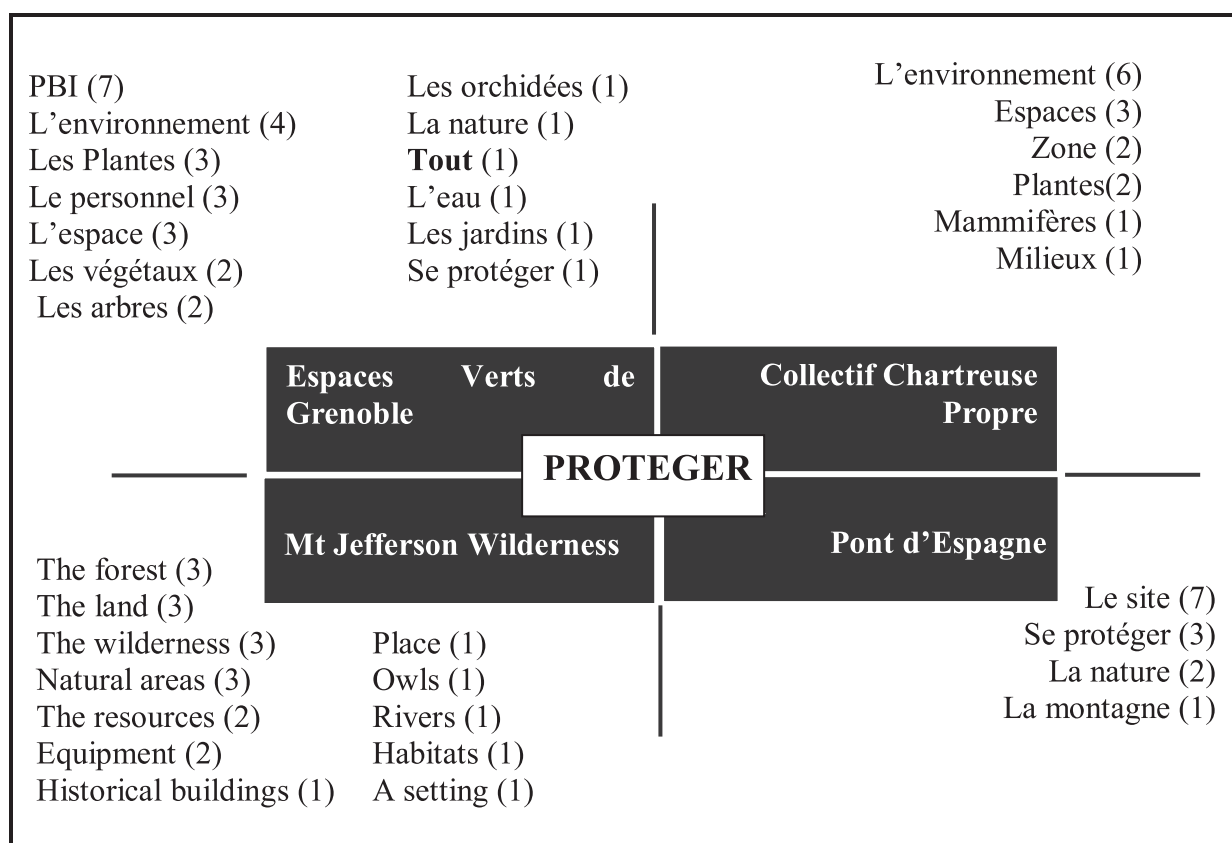 PBI (7)
L’environnement (4)
Les Plantes (3)
Le personnel (3)
L’espace (3)
Les végétaux (2)
Les arbres (2)
Les orchidées (1)
La nature (1)
Tout (1)
L’eau (1)
Les jardins (1)
Se protéger (1)
L’environnement (6)
Espaces (3)
Zone (2)
Plantes(2)
Mammifères (1)
Milieux (1)
Espaces Verts de
Grenoble
Collectif Chartreuse
Propre
PROTEGER
Mt Jefferson Wilderness
Pont d’Espagne
The forest (3)
The land (3)
The wilderness (3)
Natural areas (3)
The resources (2)
Equipment (2)
Historical buildings (1)
Place (1)
Owls (1)
Rivers (1)
Habitats (1)
A setting (1)
Le site (7)
Se protéger (3)
La nature (2)
La montagne (1)